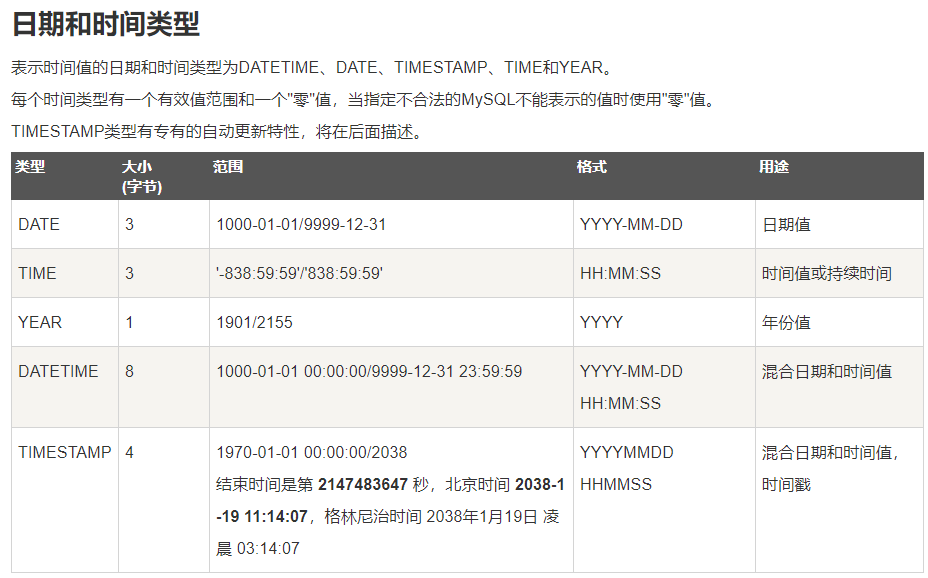 日期和时间类型
表示时间值的日期和时间类型为DATETIME、DATE、TIMESTAMP、TIME和YEAR。
每个时间类型有一个有效值范围和一个"零"值，当指定不合法的MySQL不能表示的值时使用"零"值。
TIMESTAMP类型有专有的自动更新特性，将在后面描述。
类型 大小 范围 格式 用途
(字节)
DATE 3 1000-01-01/9999-12-31 YYYY-MM-DD 日期值
TIME 3 '-838:59:59'/'838:59:59' HH:MM:SS 时间值或持续时间
YEAR 1 1901/2155 YYYY 年份值
DATETIME 8 1000-01-01 00:00:00/9999-12-31 23:59:59 YYYY-MM-DD 混合日期和时间值
HH:MM:SS
TIMESTAMP 4 1970-01-01 00:00:00/2038 YYYYMMDD 混合日期和时间值，
结束时间是第 2147483647 秒，北京时间 2038-1 HHMMSS 时间戳
-19 11:14:07，格林尼治时间 2038年1月19日 凌
晨 03:14:07